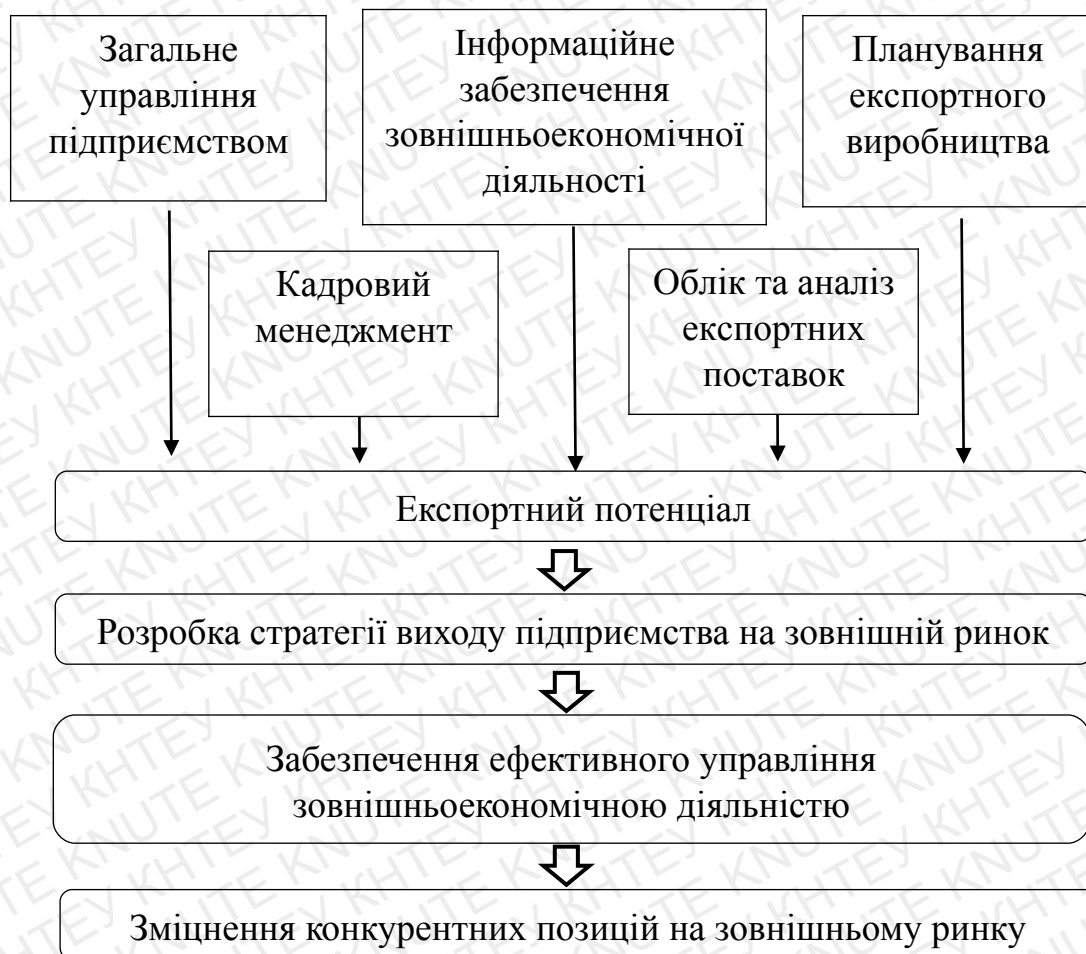 Загальне
управління
підприємством
Інформаційне
забезпечення
зовнішньоекономічної
діяльності
Планування
експортного
виробництва
Кадровий
менеджмент
Облік та аналіз
експортних
поставок
Експортний потенціал
Розробка стратегії виходу підприємства на зовнішній ринок
Забезпечення ефективного управління
зовнішньоекономічною діяльністю
Зміцнення конкурентних позицій на зовнішньому ринку